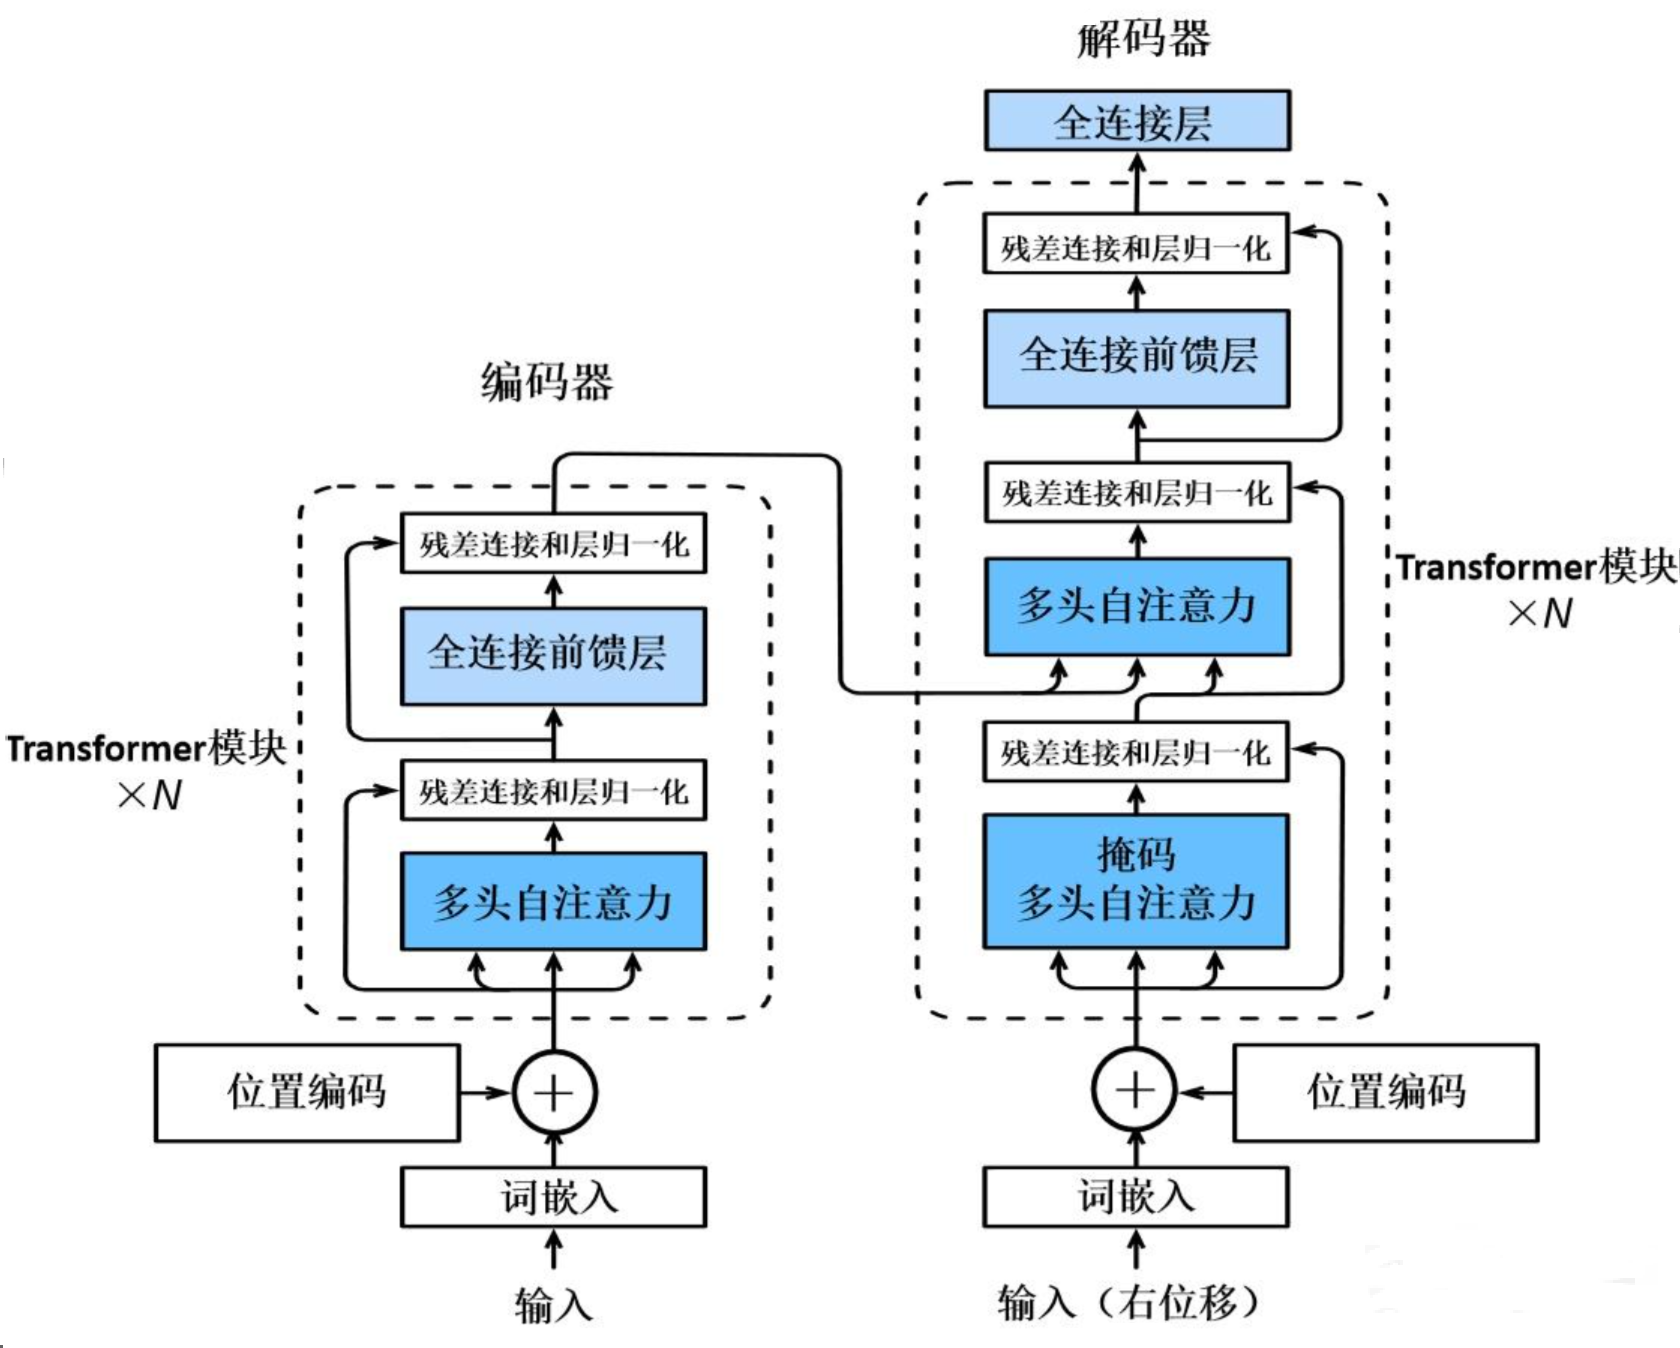 解码器
全连接层
残差连接和层归一化
全连接前馈层
残差连接和层归一化
多头自注意力
残差连接和层归一化
掩码
多头自注意力
Transformer模块
×N
位置编码
词嵌入
输入（右位移）
编码器
残差连接和层归一化
全连接前馈层
残差连接和层归一化
多头自注意力
Transformer模块
×N
位置编码
词嵌入
输入